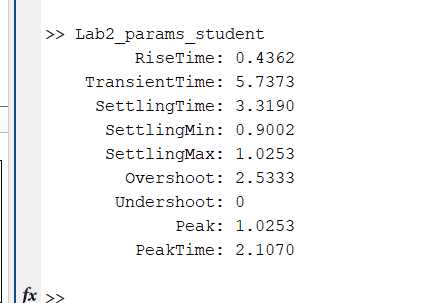 >> Lab2_params_student
RiseTime: 0.4362
TransientTime: 5.7373
SettlingTime: 3.3190
SettlingMin: 0.9002
SettlingMax: 1.0253
Overshoot: 2.5333
Undershoot: 0
Peak: 1.0253
PeakTime: 2.1070
fx >>